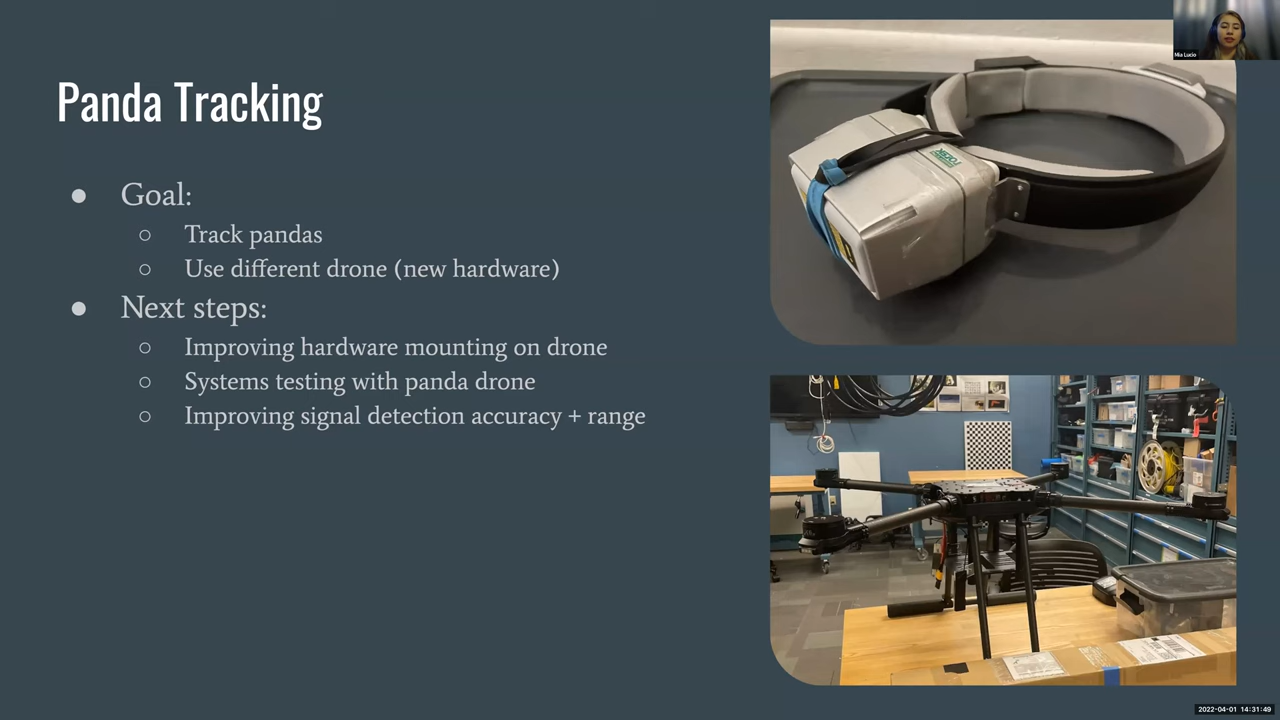 Panda Tracking
● Goal:
○ Track pandas
○ Use different drone (new hardware)
● Next steps:
○ Improving hardware mounting on drone
○ Systems testing with panda drone
○ Improving signal detection accuracy + range
Mia Lucio
2022-04-01 14:31:49